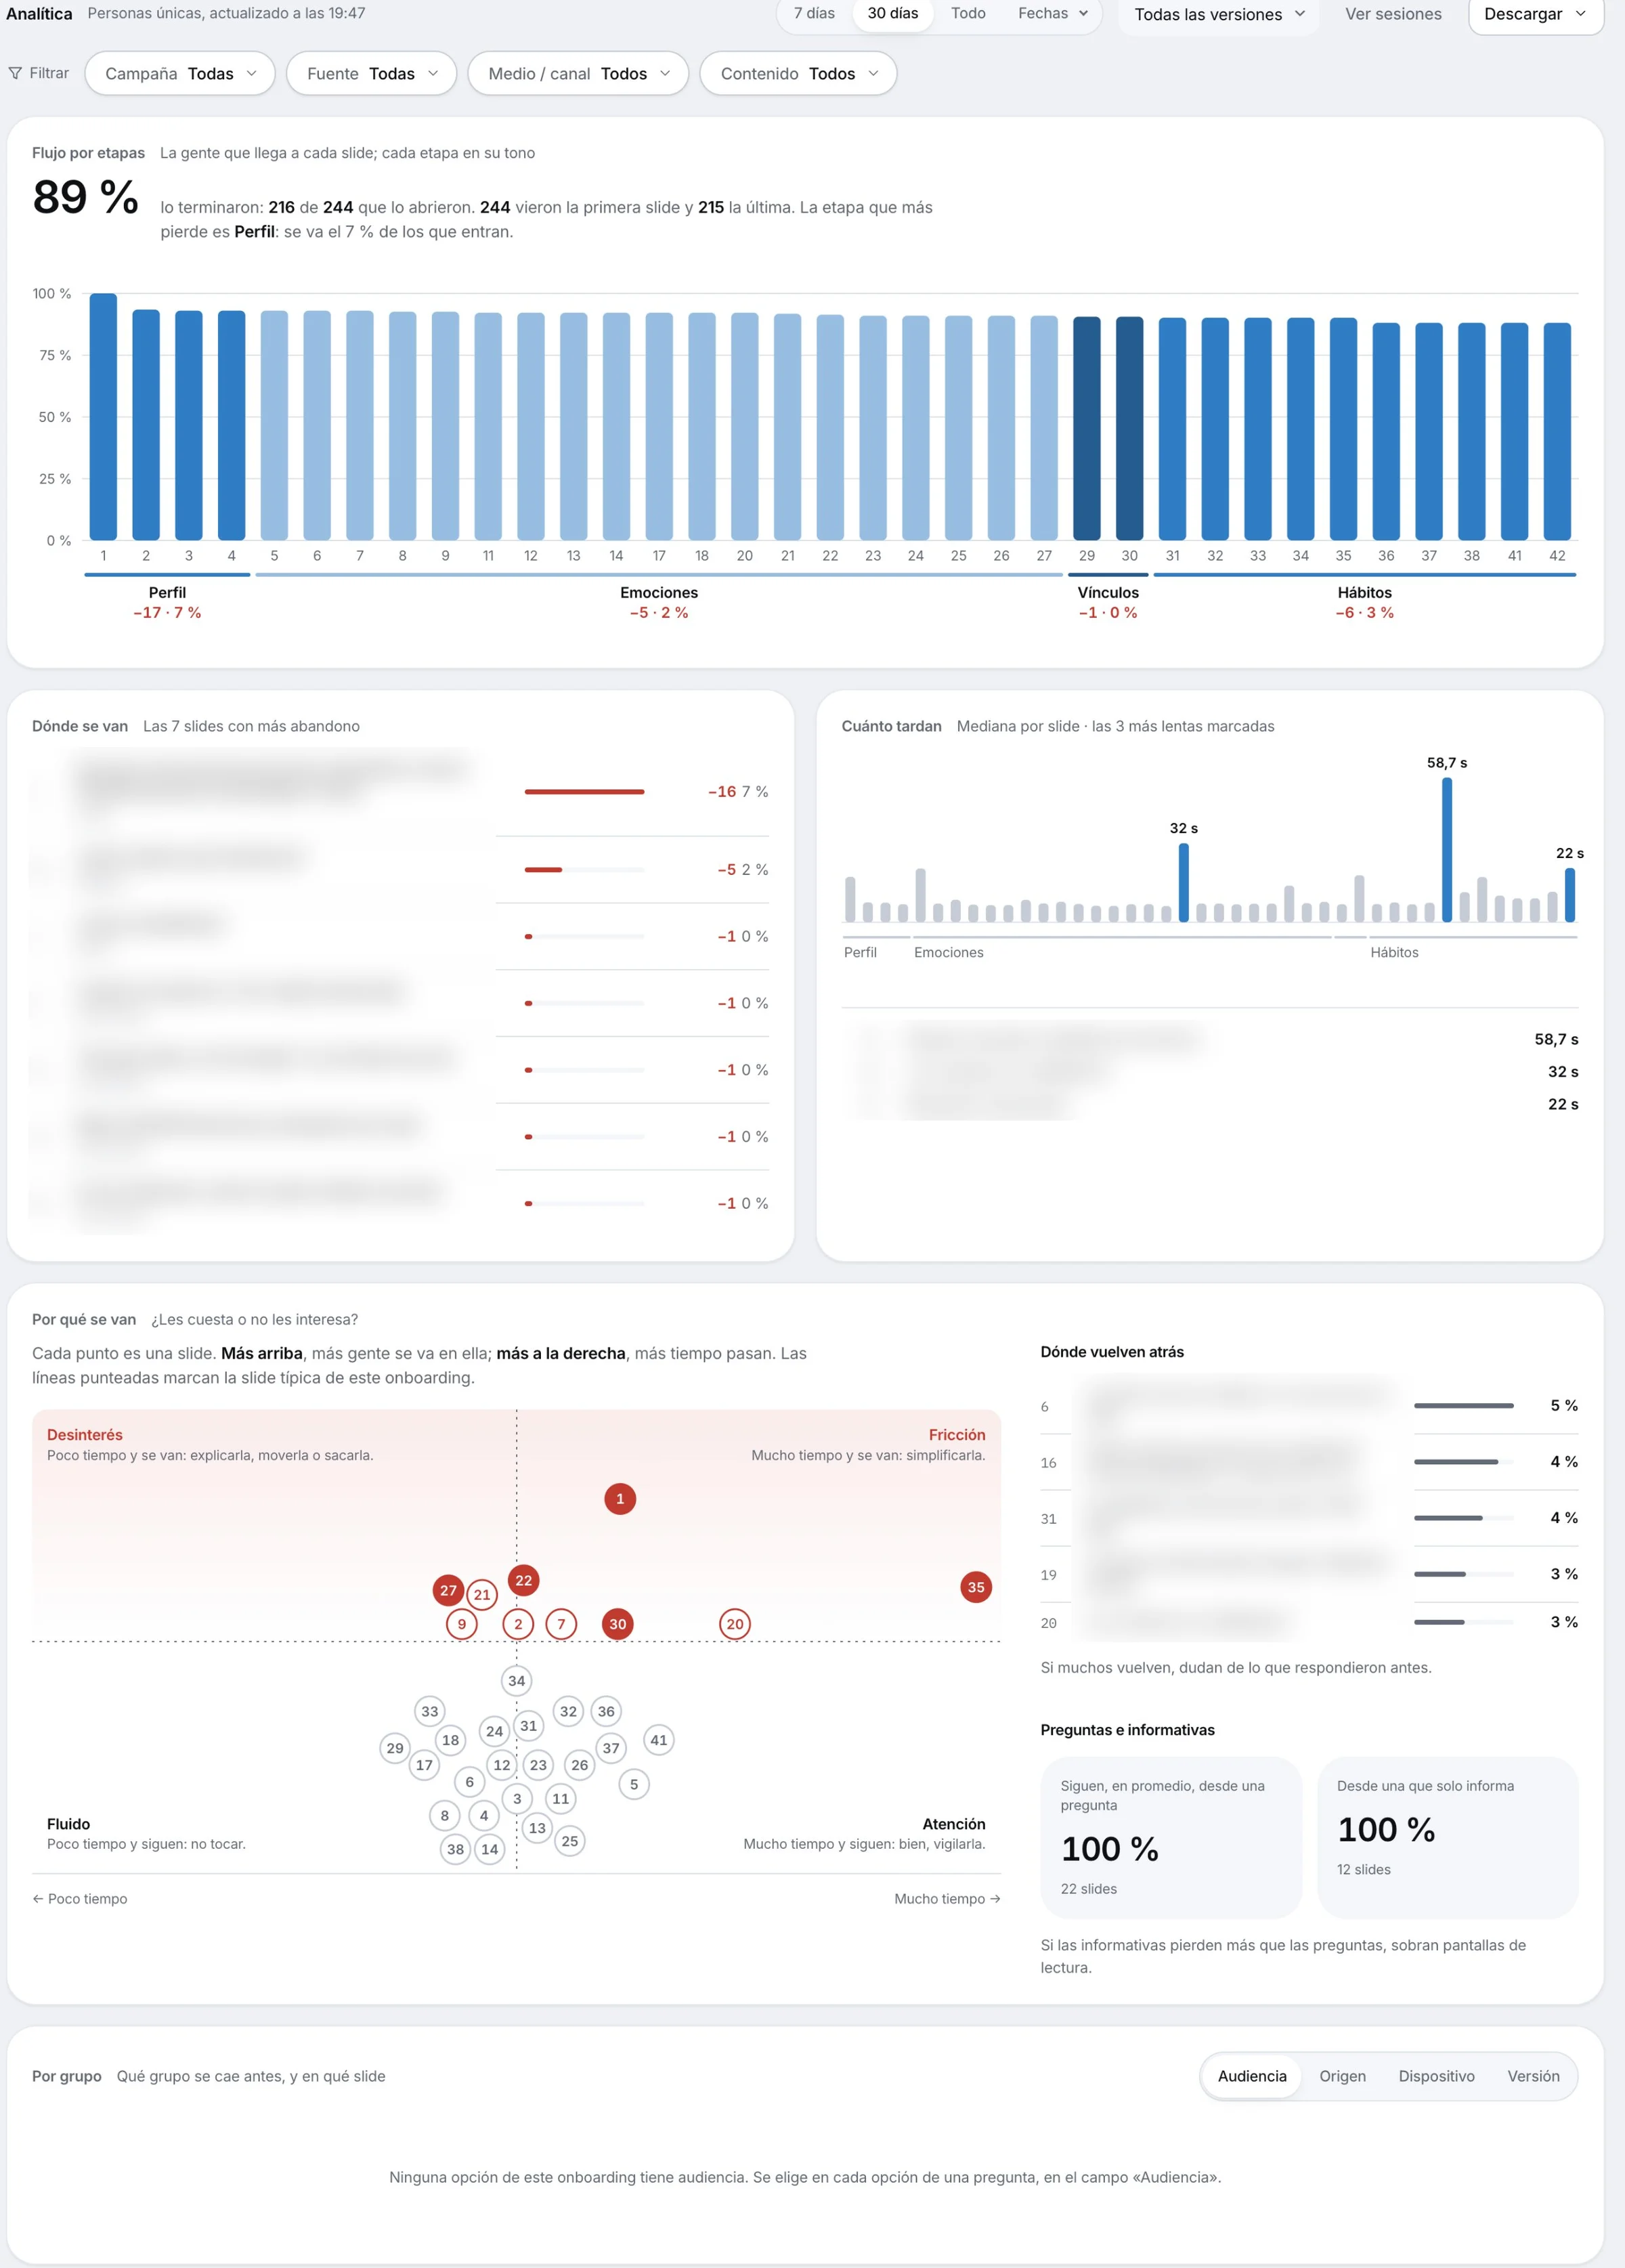 Analítica Personas únicas, actualizado a las 19:47 7 días 30 días Todo Fechas Todas las versiones Ver sesiones Descargar
Filtrar Campaña Todas Fuente Todas Medio / canal Todos Contenido Todos
Flujo por etapas La gente que llega a cada slide; cada etapa en su tono
89 % lo terminaron: 216 de 244 que lo abrieron. 244 vieron la primera slide y 215 la última. La etapa que más
pierde es Perfil: se va el 7 % de los que entran.
100 %
75 %
50 %
25 %
0 %
1 2 3 4 5 6 7 8 9 11 12 13 14 17 18 20 21 22 23 24 25 26 27 29 30 31 32 33 34 35 36 37 38 41 42
Perfil Emociones Vínculos Hábitos
−17 · 7 % −5 · 2 % −1 · 0 % −6 · 3 %
Dónde se van Las 7 slides con más abandono
−16 7 %
−5 2 %
−1 0 %
−1 0 %
−1 0 %
−1 0 %
−1 0 %
Cuánto tardan Mediana por slide · las 3 más lentas marcadas
58,7 s
32 s
22 s
Perfil Emociones Hábitos
58,7 s
32 s
22 s
Por qué se van ¿Les cuesta o no les interesa?
Cada punto es una slide. Más arriba, más gente se va en ella; más a la derecha, más tiempo pasan. Las
líneas punteadas marcan la slide típica de este onboarding.
Desinterés Fricción
Poco tiempo y se van: explicarla, moverla o sacarla. Mucho tiempo y se van: simplificarla.
1
22
27 21 35
9 2 7 30 20
34
33 32 36
24 31
18 41
29 37
17 12 23 26
6 5
3 11
8 4
13
25
38 14
Fluido Atención
Poco tiempo y siguen: no tocar. Mucho tiempo y siguen: bien, vigilarla.
← Poco tiempo Mucho tiempo →
Dónde vuelven atrás
6 5 %
16 4 %
31 4 %
19 3 %
20 3 %
Si muchos vuelven, dudan de lo que respondieron antes.
Preguntas e informativas
Siguen, en promedio, desde una
pregunta
100 %
22 slides
Desde una que solo informa
100 %
12 slides
Si las informativas pierden más que las preguntas, sobran pantallas de
lectura.
Por grupo Qué grupo se cae antes, y en qué slide Audiencia Origen Dispositivo Versión
Ninguna opción de este onboarding tiene audiencia. Se elige en cada opción de una pregunta, en el campo «Audiencia».